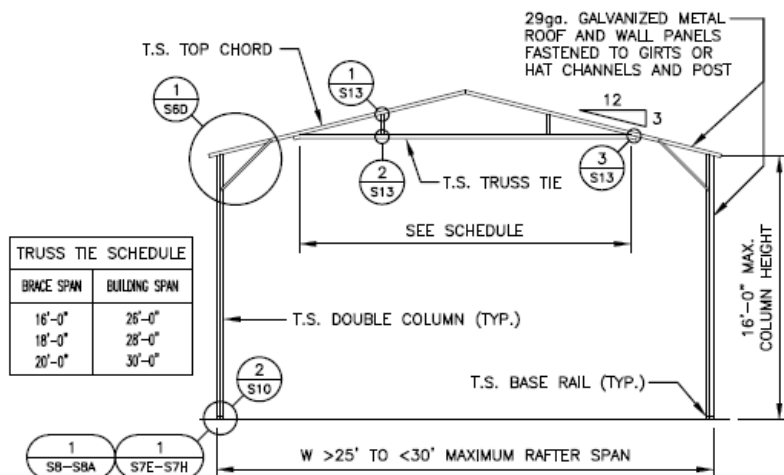 29ga. GALVANIZED METAL
ROOF AND WALL PANELS
FASTENED TO GIRTS OR
HAT CHANNELS AND POST
T.S. TOP CHORD
1
S6D
1
S13
12
3
2
S13
T.S. TRUSS TIE
3
S13
SEE SCHEDULE
TRUSS TIE SCHEDULE
BRACE SPAN BUILDING SPAN
16'-0" 26'-0"
18'-0" 28'-0"
20'-0" 30'-0"
16'-0" MAX.
COLUMN HEIGHT
T.S. DOUBLE COLUMN (TYP.)
2
S10
T.S. BASE RAIL (TYP.)
1
S8-S8A
1
S7E-S7H
W >25' TO <30' MAXIMUM RAFTER SPAN